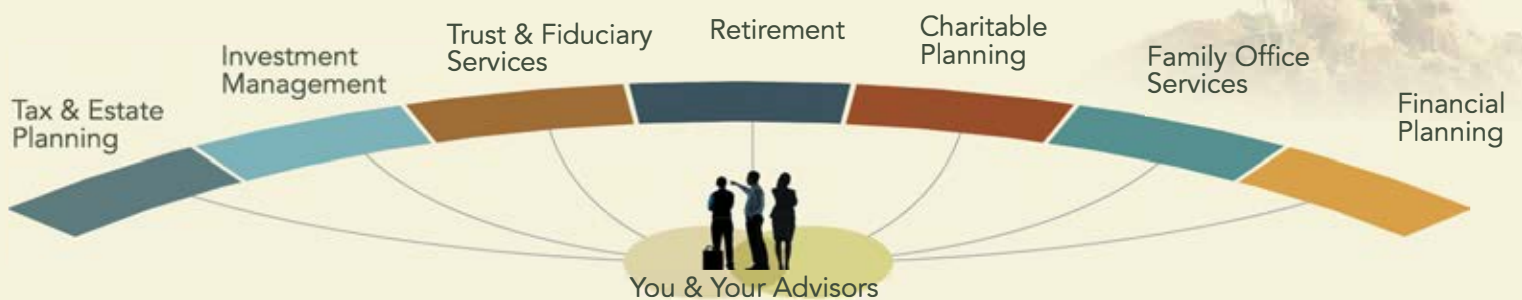 Tax & Estate
Planning
Investment
Management
Trust & Fiduciary
Services
Retirement
Charitable
Planning
Family Office
Services
Financial
Planning
You & Your Advisors